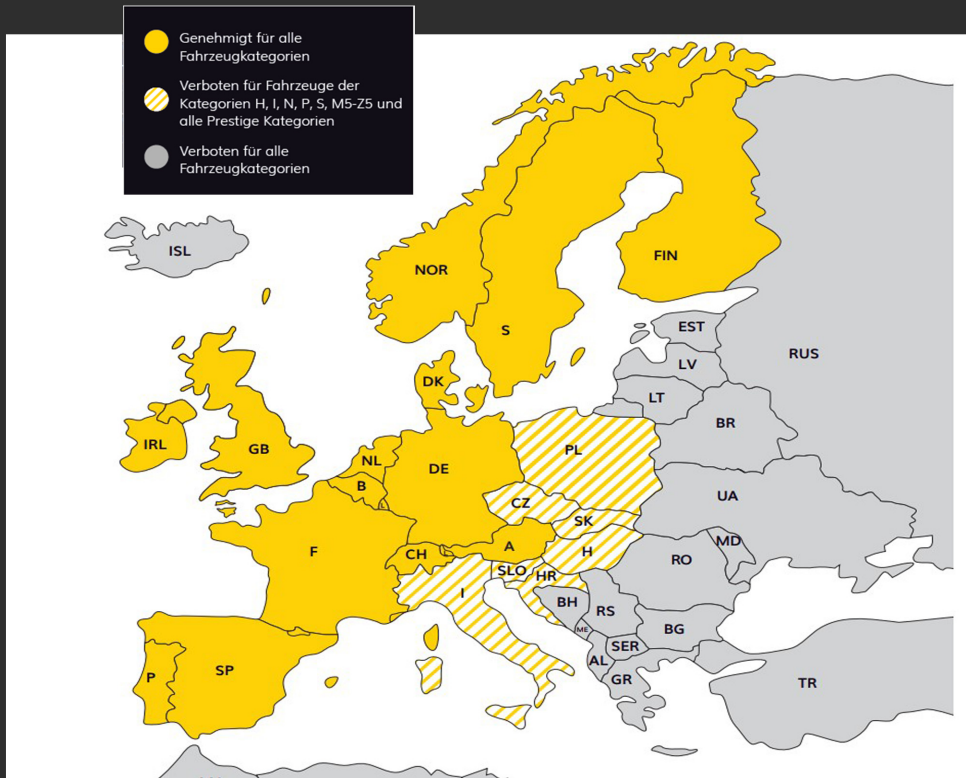 Genehmigt für alle
Fahrzeugkategorien
Verboten für Fahrzeuge der
Kategorien H, I, N, P, S, M5-Z5 und
alle Prestige Kategorien
Verboten für alle
Fahrzeugkategorien
ISL
NOR
FIN
S
EST
RUS
LV
DK
LT
BR
IRL
GB
NL
DE
PL
B
UA
CZ
L
SK
MD
F
CH
A
H
RO
SLO
HR
I
BH
RS
ME
BG
SER
AL
P
SP
GR
TR